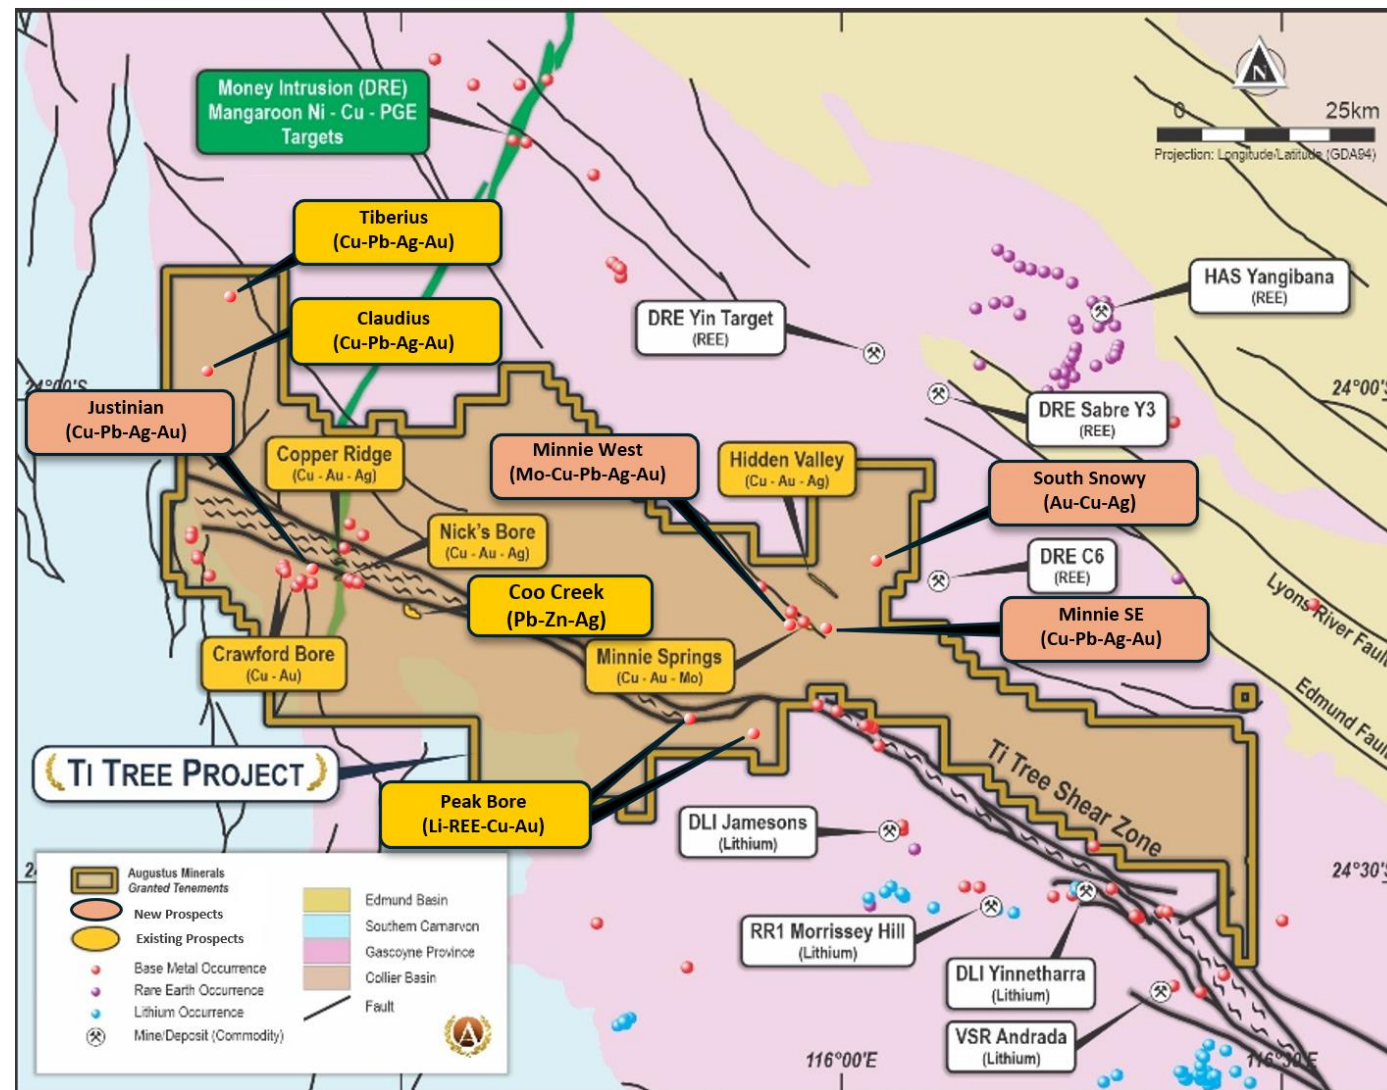 N
0 25km
Projection: Longitude/Latitude (GDA94)
Money Intrusion (DRE)
Mangaroon Ni - Cu - PGE
Targets
Tiberius
(Cu-Pb-Ag-Au)
HAS Yangibana
(REE)
DRE Yin Target
(REE)
Claudius
(Cu-Pb-Ag-Au)
24°00'S
24°00'S
Justinian
(Cu-Pb-Ag-Au)
DRE Sabre Y3
(REE)
Copper Ridge
(Cu - Au - Ag)
Minnie West
(Mo-Cu-Pb-Ag-Au)
Hidden Valley
(Cu - Au - Ag)
South Snowy
(Au-Cu-Ag)
Nick's Bore
(Cu - Au - Ag)
DRE C6
(REE)
Coo Creek
(Pb-Zn-Ag)
Lyons River Fault
Minnie SE
(Cu-Pb-Ag-Au)
Crawford Bore
(Cu - Au)
Minnie Springs
(Cu - Au - Mo)
Edmund Fault
TI TREE PROJECT
Ti Tree Shear Zone
Peak Bore
(Li-REE-Cu-Au)
DLI Jamesons
(Lithium)
24°30'S
RR1 Morrissey Hill
(Lithium)
DLI Yinnetharra
(Lithium)
VSR Andrada
(Lithium)
116°00'E
116°30'E
Augustus Minerals
Granted Tenements
New Prospects
Existing Prospects
Base Metal Occurrence
Rare Earth Occurrence
Lithium Occurrence
Mine/Deposit (Commodity)
Edmund Basin
Southern Carnarvon
Gascoyne Province
Collier Basin
Fault
A